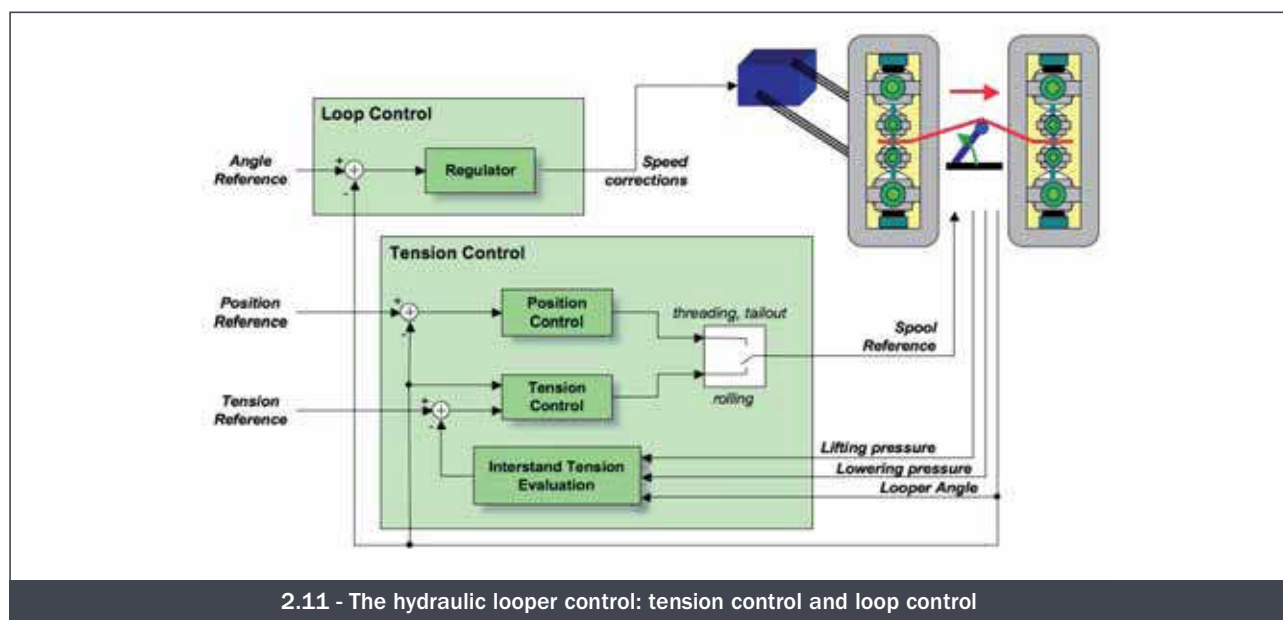 Loop Control
Angle
Reference
+
-
Regulator
Speed
corrections
Tension Control
Position
Reference
+
-
Position
Control
threading, tailout
Spool
Reference
Tension
Reference
+
-
Tension
Control
rolling
Interstand Tension
Evaluation
Lifting pressure
Lowering pressure
Looper Angle
2.11 - The hydraulic looper control: tension control and loop control